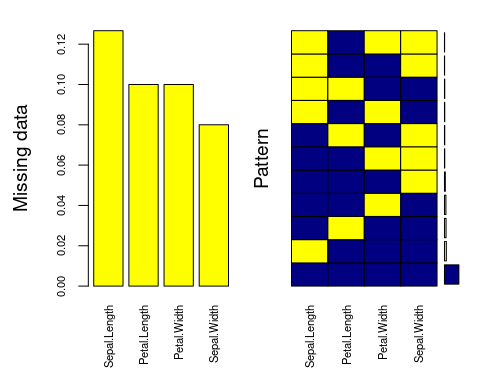 Missing data
0.00
0.02
0.04
0.06
0.08
0.10
0.12
Sepal.Length
Petal.Length
Petal.Width
Sepal.Width
Pattern
Sepal.Length
Petal.Length
Petal.Width
Sepal.Width